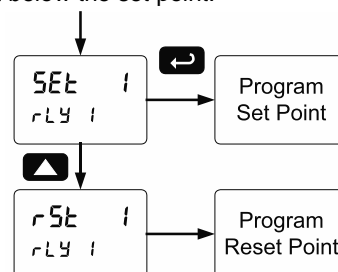 below the set point.
SEt 1
rLY 1
Program
Set Point
rSt 1
rLY 1
Program
Reset Point